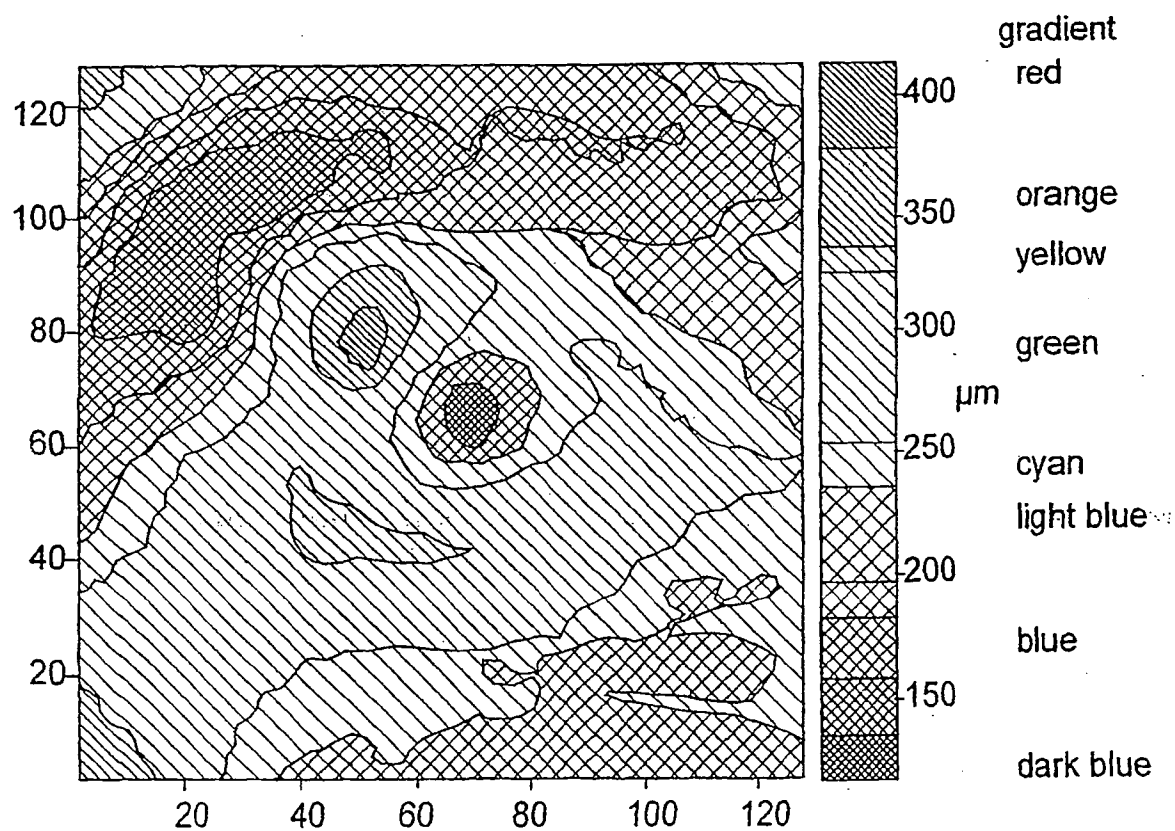 gradient
red
400
orange
350
yellow
300
green
µm
250
cyan
light blue
200
blue
150
dark blue
120
100
80
60
40
20
20 40 60 80 100 120